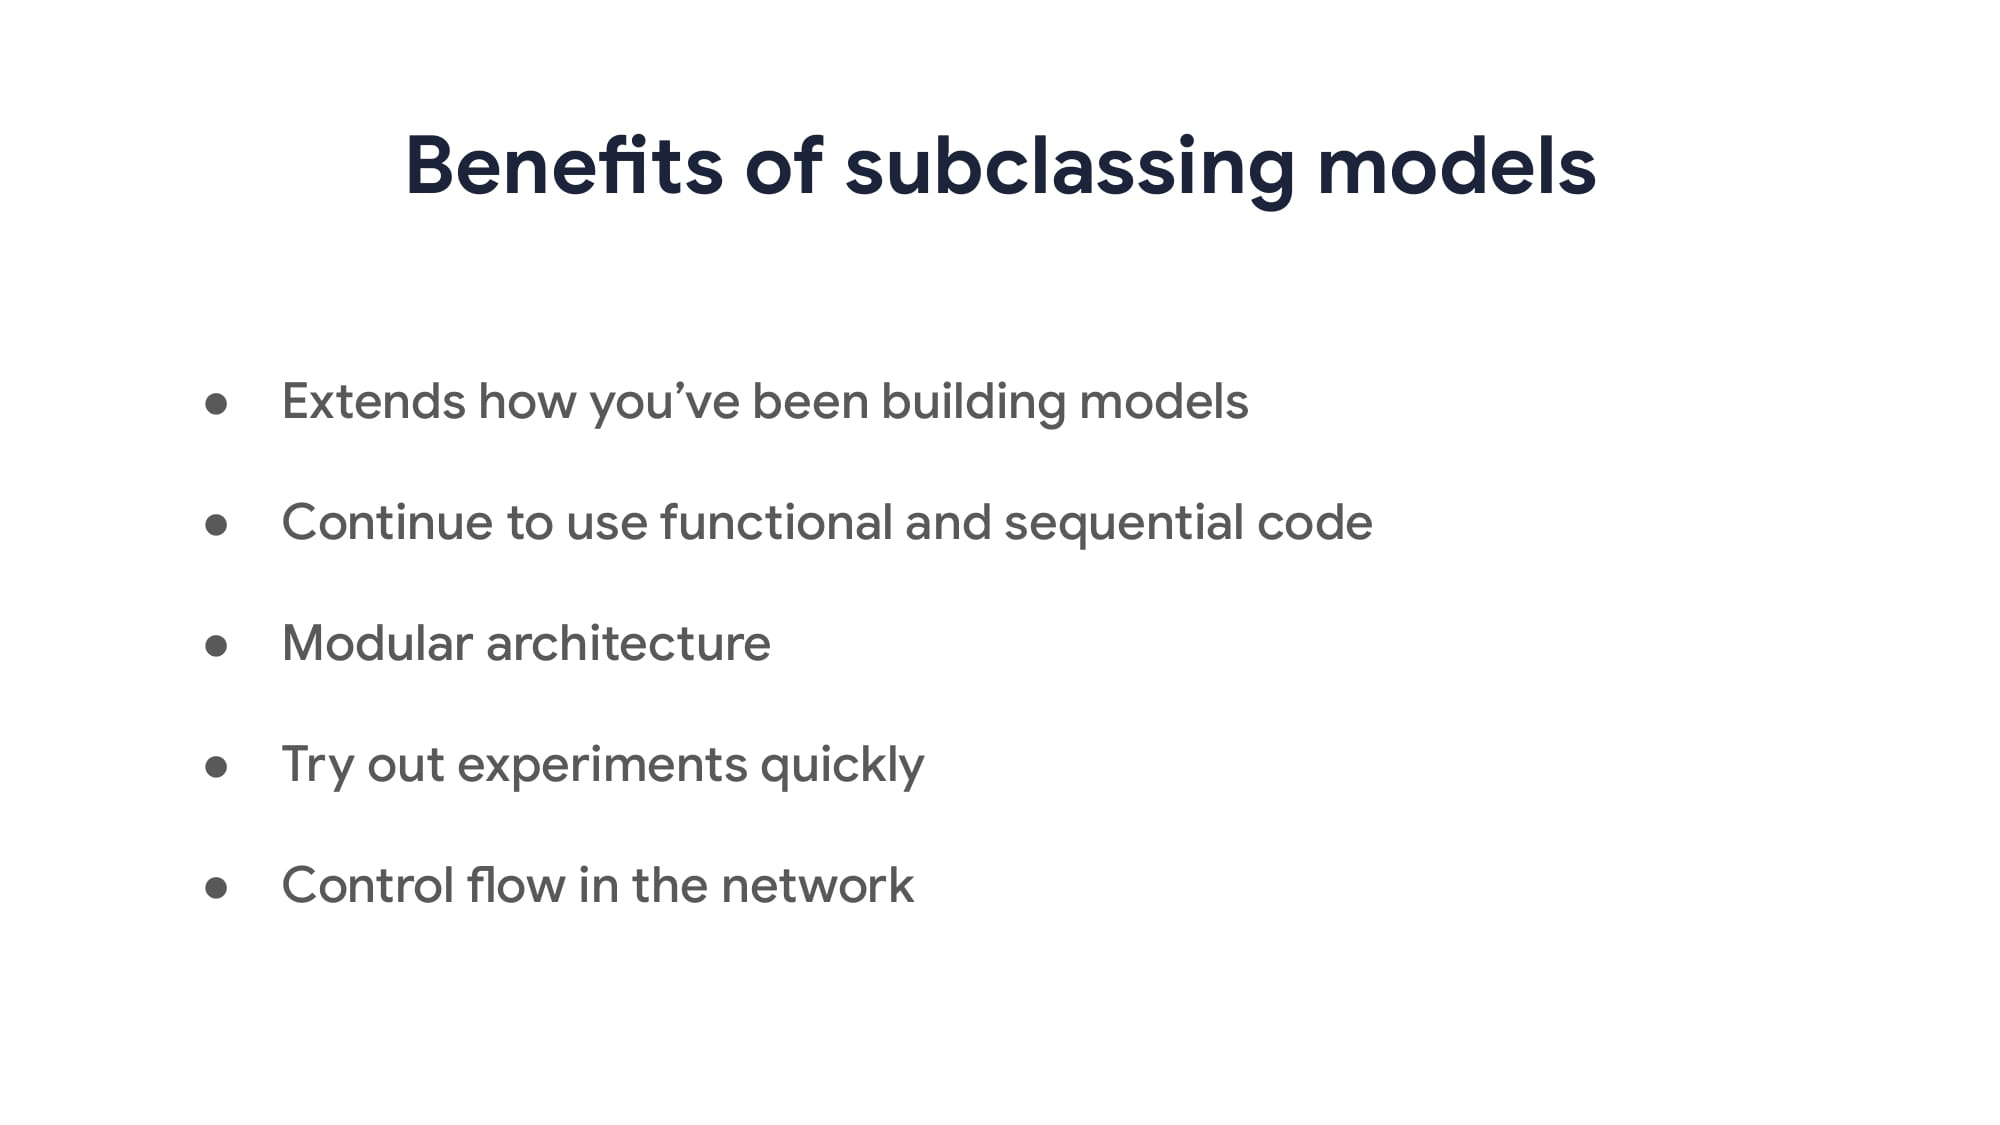 Benefits of subclassing models
● Extends how you’ve been building models
● Continue to use functional and sequential code
● Modular architecture
● Try out experiments quickly
● Control flow in the network